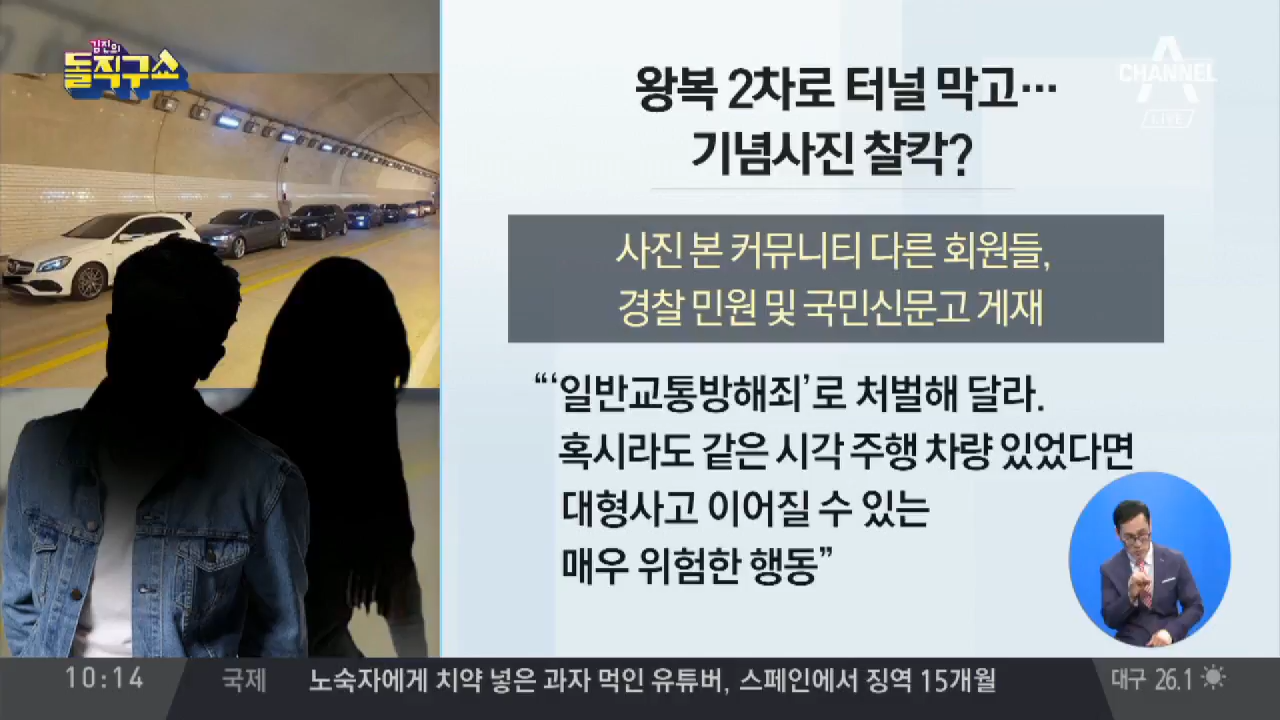 김진의
돌직구쇼
왕복 2차로 터널 막고…
기념사진 찰칵?
CHANNEL A
LIVE
사진 본 커뮤니티 다른 회원들,
경찰 민원 및 국민신문고 게재
“‘일반교통방해죄’로 처벌해 달라.
혹시라도 같은 시각 주행 차량 있었다면
대형사고 이어질 수 있는
매우 위험한 행동”
10:14 국제 노숙자에게 치약 넣은 과자 먹인 유튜버, 스페인에서 징역 15개월 대구 26.1